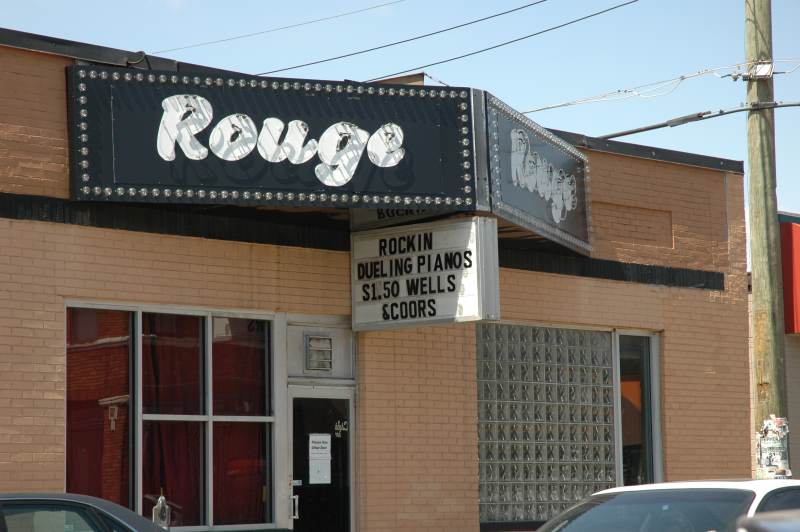 Rouge
Rouge
ROCKIN
DUELING PIANOS
$1.50 WELLS
&COORS